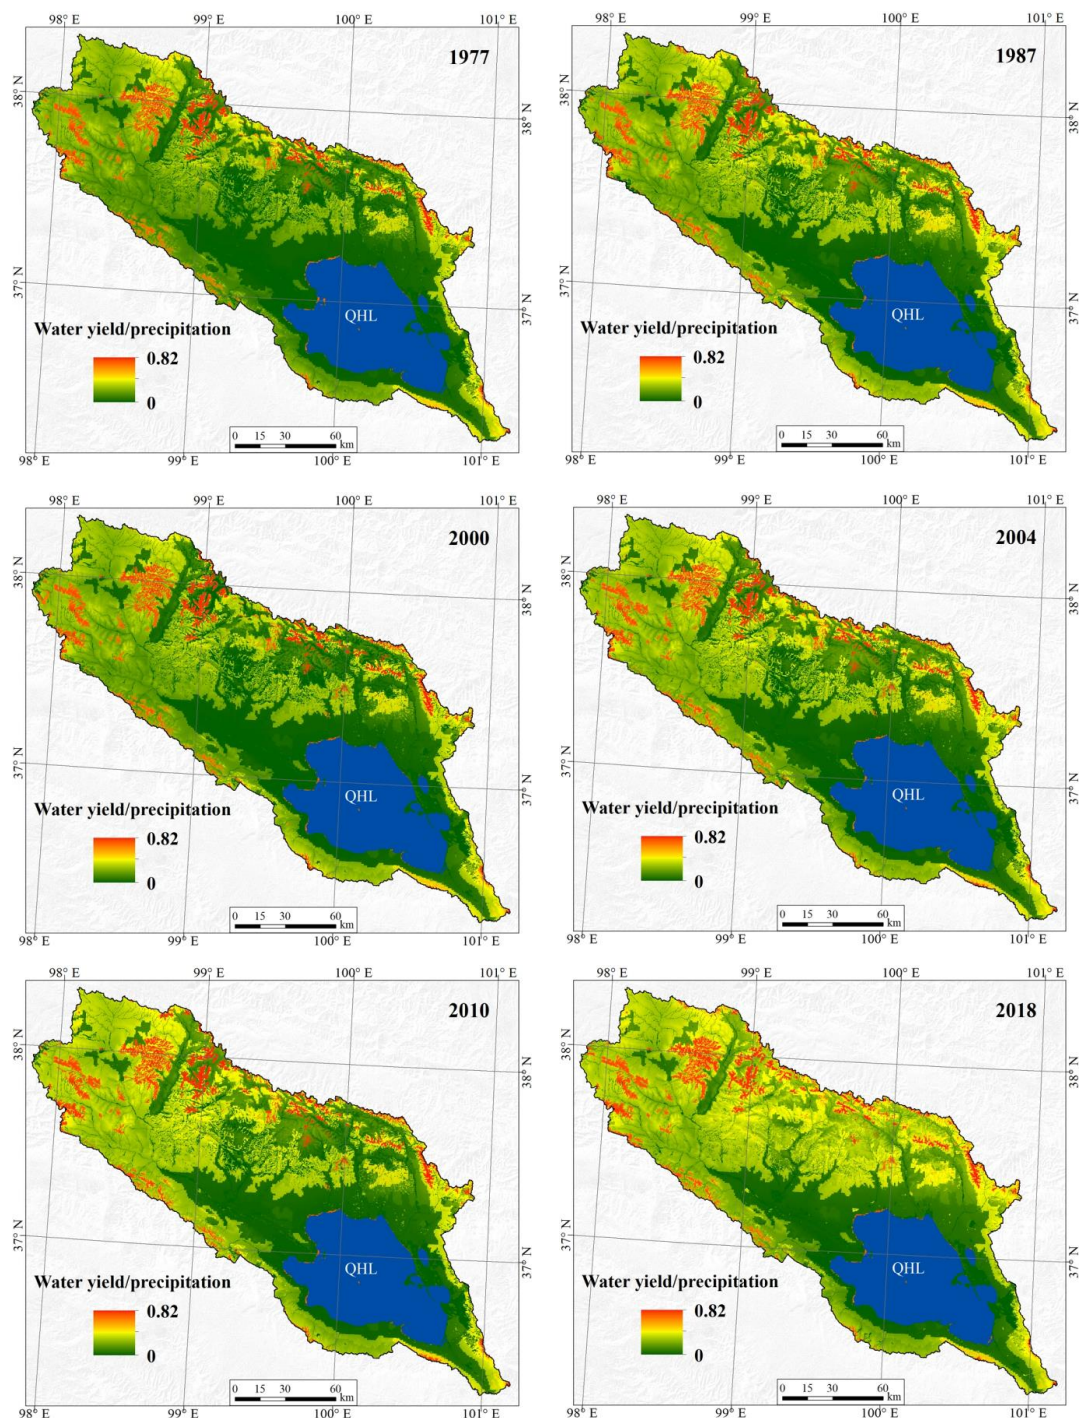 98° E 99° E 100° E 101° E
1977
38° N 38° N
37° N 37° N
QHL
Water yield/precipitation
0.82
0
0 15 30 60
km
98° E 99° E 100° E 101° E
98° E 99° E 100° E 101° E
1987
38° N 38° N
37° N 37° N
QHL
Water yield/precipitation
0.82
0
0 15 30 60
km
98° E 99° E 100° E 101° E
98° E 99° E 100° E 101° E
2000
38° N 38° N
37° N 37° N
QHL
Water yield/precipitation
0.82
0
0 15 30 60
km
98° E 99° E 100° E 101° E
98° E 99° E 100° E 101° E
2004
38° N 38° N
37° N 37° N
QHL
Water yield/precipitation
0.82
0
0 15 30 60
km
98° E 99° E 100° E 101° E
98° E 99° E 100° E 101° E
2010
38° N 38° N
37° N 37° N
QHL
Water yield/precipitation
0.82
0
0 15 30 60
km
98° E 99° E 100° E 101° E
98° E 99° E 100° E 101° E
2018
38° N 38° N
37° N 37° N
QHL
Water yield/precipitation
0.82
0
0 15 30 60
km
98° E 99° E 100° E 101° E